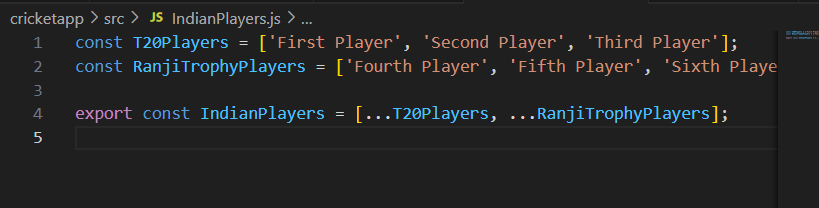 cricketapp > src > JS IndianPlayers.js > ...
1 const T20Players = ['First Player', 'Second Player', 'Third Player'];
2 const RanjiTrophyPlayers = ['Fourth Player', 'Fifth Player', 'Sixth Playe
3
4 export const IndianPlayers = [...T20Players, ...RanjiTrophyPlayers];
5